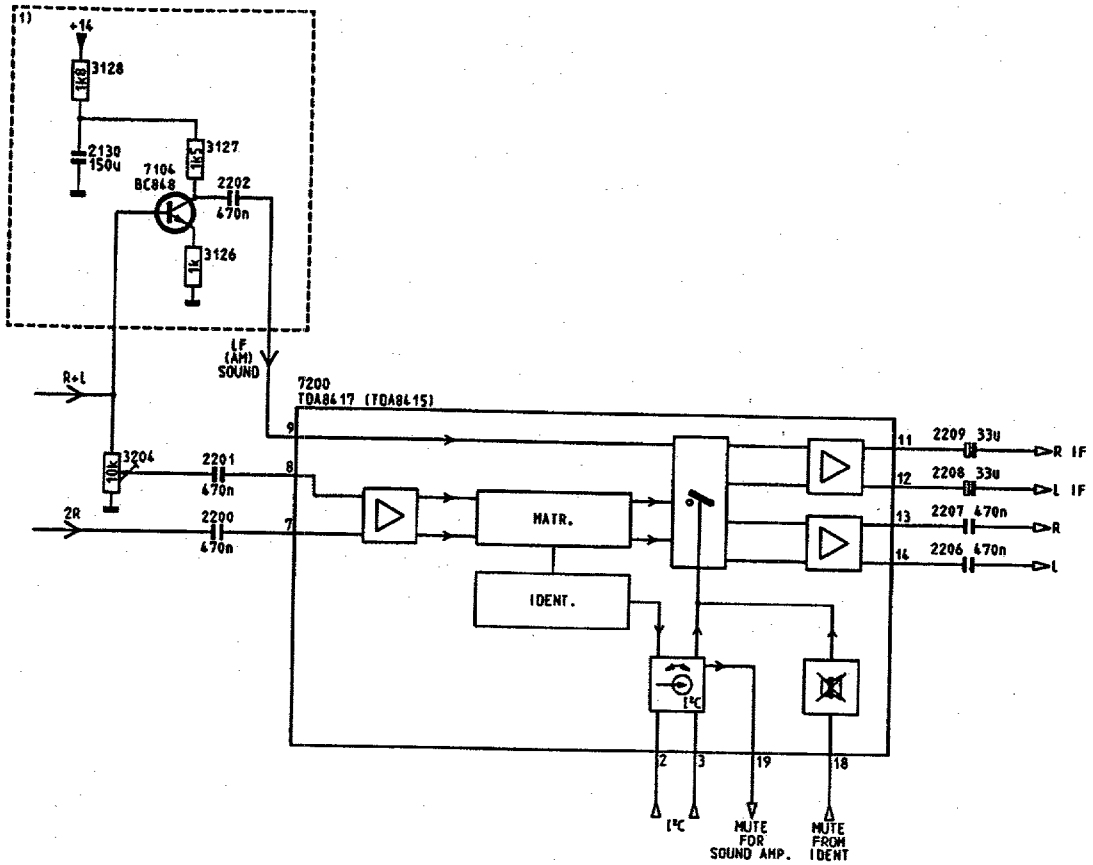 1)
+14
3128
1k8
3127
1k5
2130
150u
7104
BC848
2202
470n
3126
1k
LF
(AM)
SOUND
R+L
7200
TDA8417 (TDA8415)
9
11
2209 33u
R IF
3204
10k
2201
470n
8
12
2208 33u
L IF
2R
2200
470n
7
MATR.
13
2207 470n
R
14
2206 470n
L
IDENT.
I²C
2
3
19
18
I²C
MUTE
FOR
SOUND AMP.
MUTE
FROM
IDENT